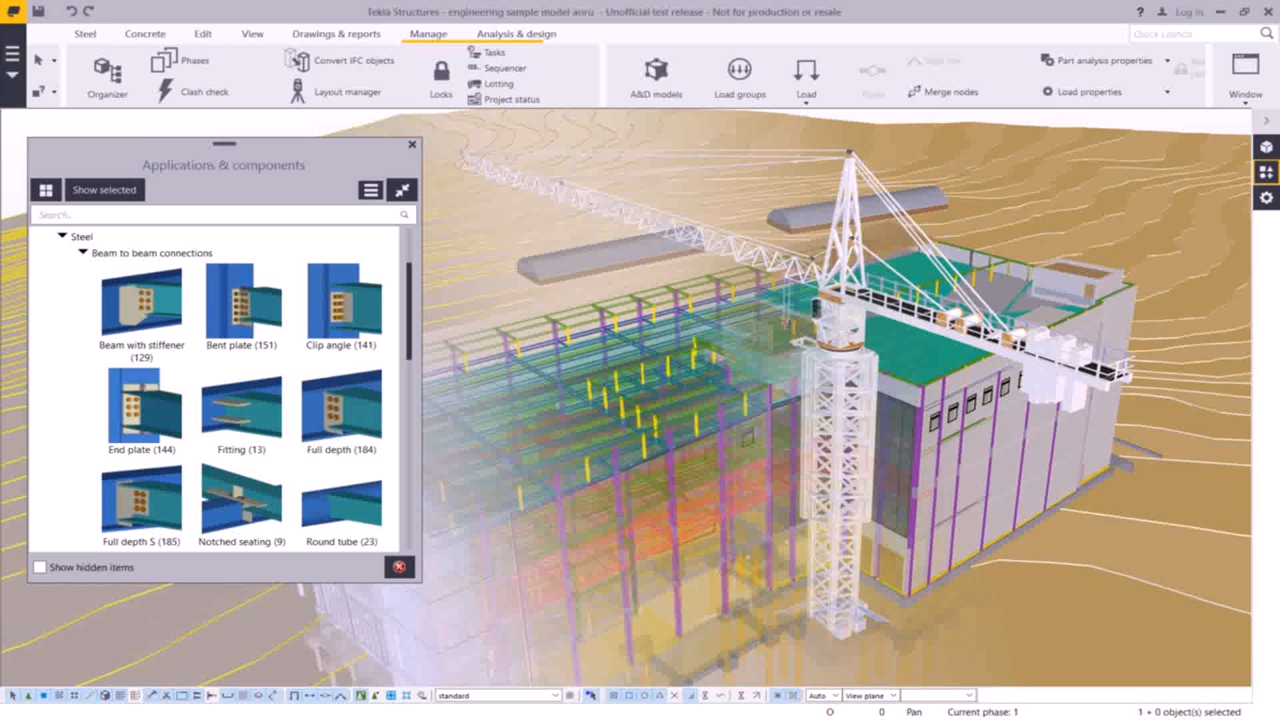 Tekla Structures - engineering sample model anru - Unofficial test release - Not for production or resale
? Log in
Steel Concrete Edit View Drawings & reports Manage Analysis & design
Quick Launch
Organizer
Phases
Clash check
Convert IFC objects
Layout manager
Locks
Tasks
Sequencer
Lotting
Project status
A&D models
Load groups
Load
Merge nodes
Part analysis properties
Load properties
Window
Applications & components
Show selected
Search...
Steel
Beam to beam connections
Beam with stiffener (129)
Bent plate (151)
Clip angle (141)
End plate (144)
Fitting (13)
Full depth (184)
Full depth S (185)
Notched seating (9)
Round tube (23)
Show hidden items
standard
Auto
View plane
O 0 Pan Current phase: 1 1 + 0 object(s) selected